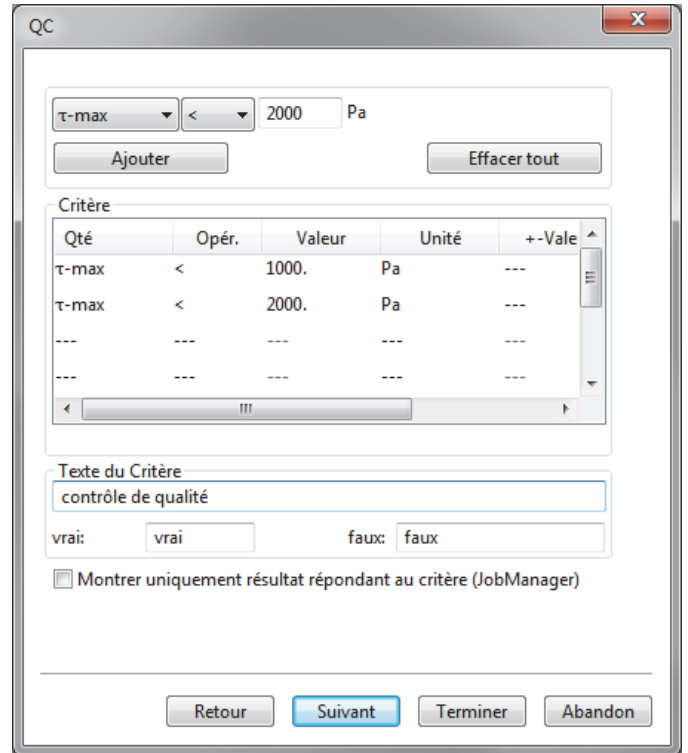 QC
τ-max < 2000 Pa
Ajouter Effacer tout
Critère
Qté Opér. Valeur Unité +-Vale
τ-max < 1000. Pa ---
τ-max < 2000. Pa ---
--- --- --- --- ---
--- --- --- --- ---
Texte du Critère
contrôle de qualité
vrai: vrai faux: faux
Montrer uniquement résultat répondant au critère (JobManager)
Retour Suivant Terminer Abandon